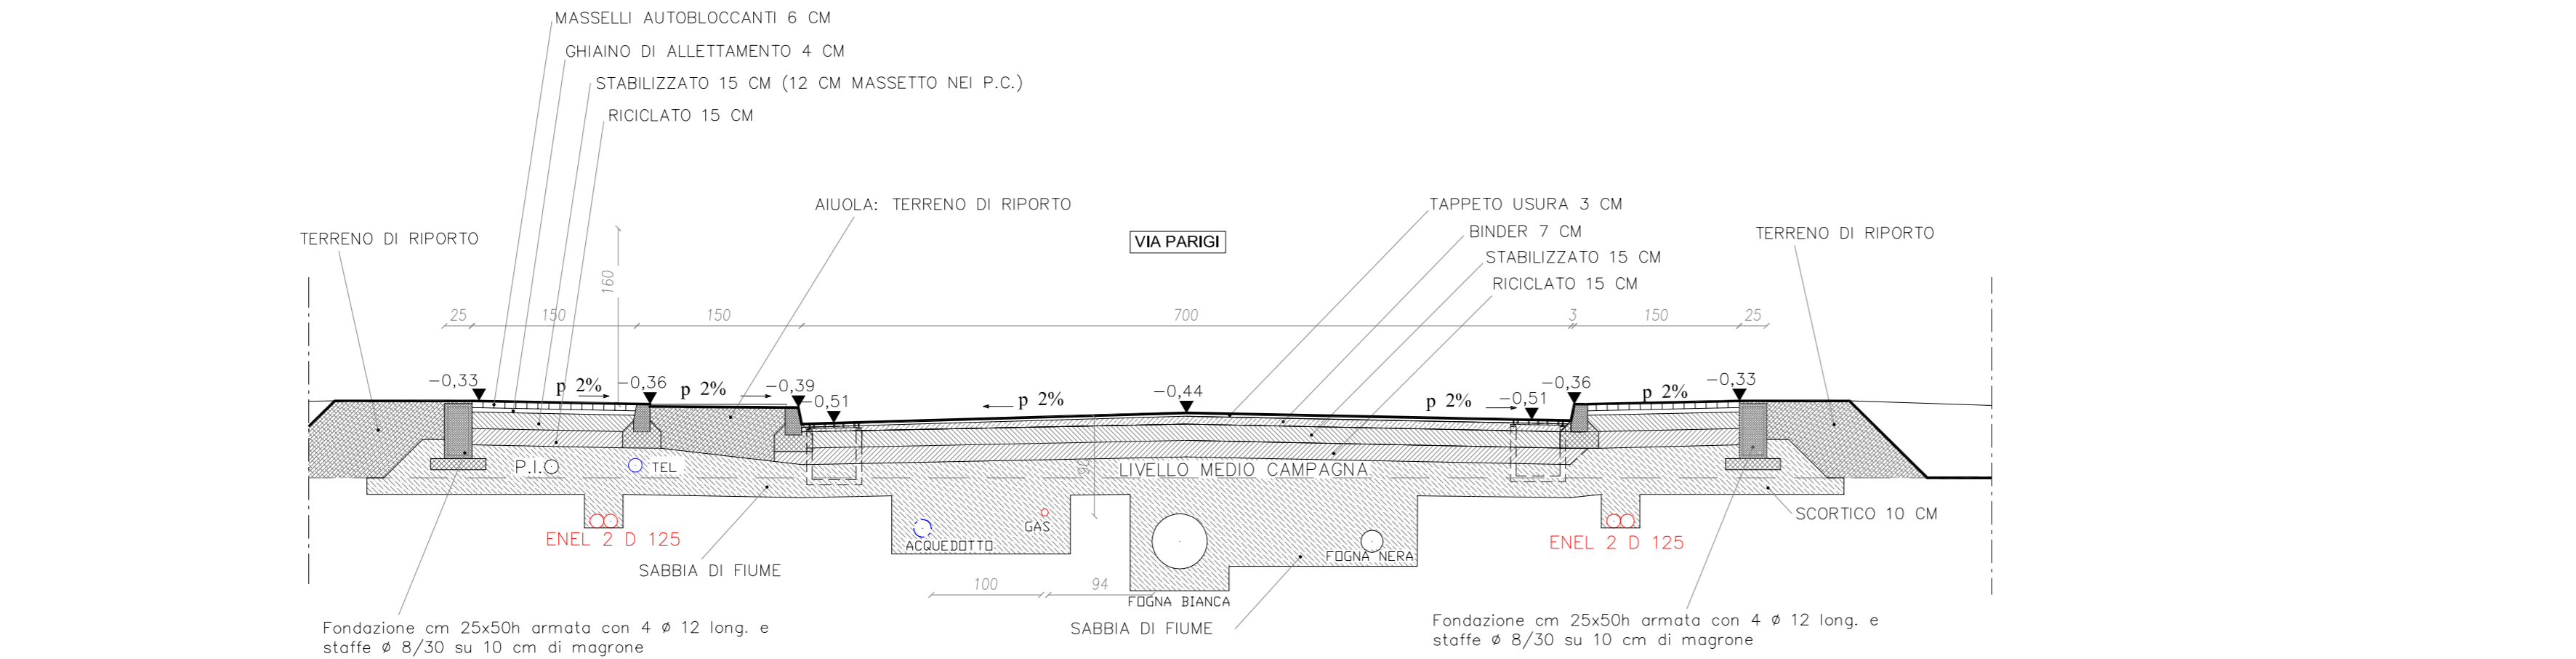 MASSELLI AUTOBLOCCANTI 6 CM
GHIAINO DI ALLETTAMENTO 4 CM
STABILIZZATO 15 CM (12 CM MASSETTO NEI P.C.)
RICICLATO 15 CM
AIUOLA: TERRENO DI RIPORTO
TAPPETO USURA 3 CM
TERRENO DI RIPORTO
VIA PARIGI
BINDER 7 CM
TERRENO DI RIPORTO
STABILIZZATO 15 CM
RICICLATO 15 CM
160
25
150
150
700
3
150
25
-0,33
p 2%
-0,36
p 2%
-0,39
-0,51
p 2%
-0,44
p 2%
-0,51
-0,36
p 2%
-0,33
P.I.
TEL
LIVELLO MEDIO CAMPAGNA
GAS
ACQUEDOTTO
FOGNA NERA
SCORTICO 10 CM
ENEL 2 D 125
ENEL 2 D 125
SABBIA DI FIUME
100
94
FOGNA BIANCA
SABBIA DI FIUME
Fondazione cm 25x50h armata con 4 ø 12 long. e
staffe ø 8/30 su 10 cm di magrone
Fondazione cm 25x50h armata con 4 ø 12 long. e
staffe ø 8/30 su 10 cm di magrone